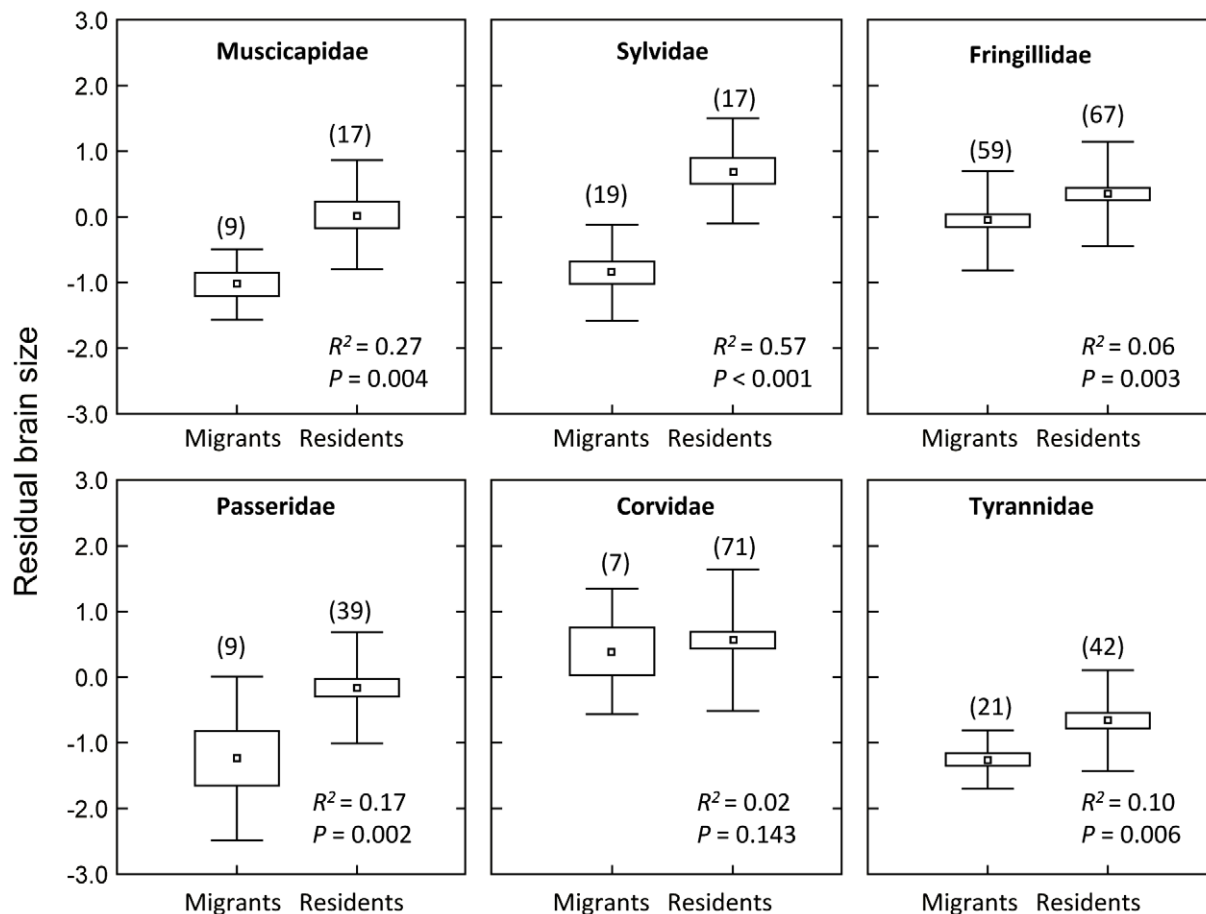 Residual brain size
3.0
2.0
1.0
0.0
-1.0
-2.0
-3.0
Muscicapidae
(9)
(17)
R² = 0.27
P = 0.004
Migrants Residents
Sylvidae
(19)
(17)
R² = 0.57
P < 0.001
Migrants Residents
Fringillidae
(59)
(67)
R² = 0.06
P = 0.003
Migrants Residents
3.0
2.0
1.0
0.0
-1.0
-2.0
-3.0
Passeridae
(9)
(39)
R² = 0.17
P = 0.002
Migrants Residents
Corvidae
(7)
(71)
R² = 0.02
P = 0.143
Migrants Residents
Tyrannidae
(21)
(42)
R² = 0.10
P = 0.006
Migrants Residents